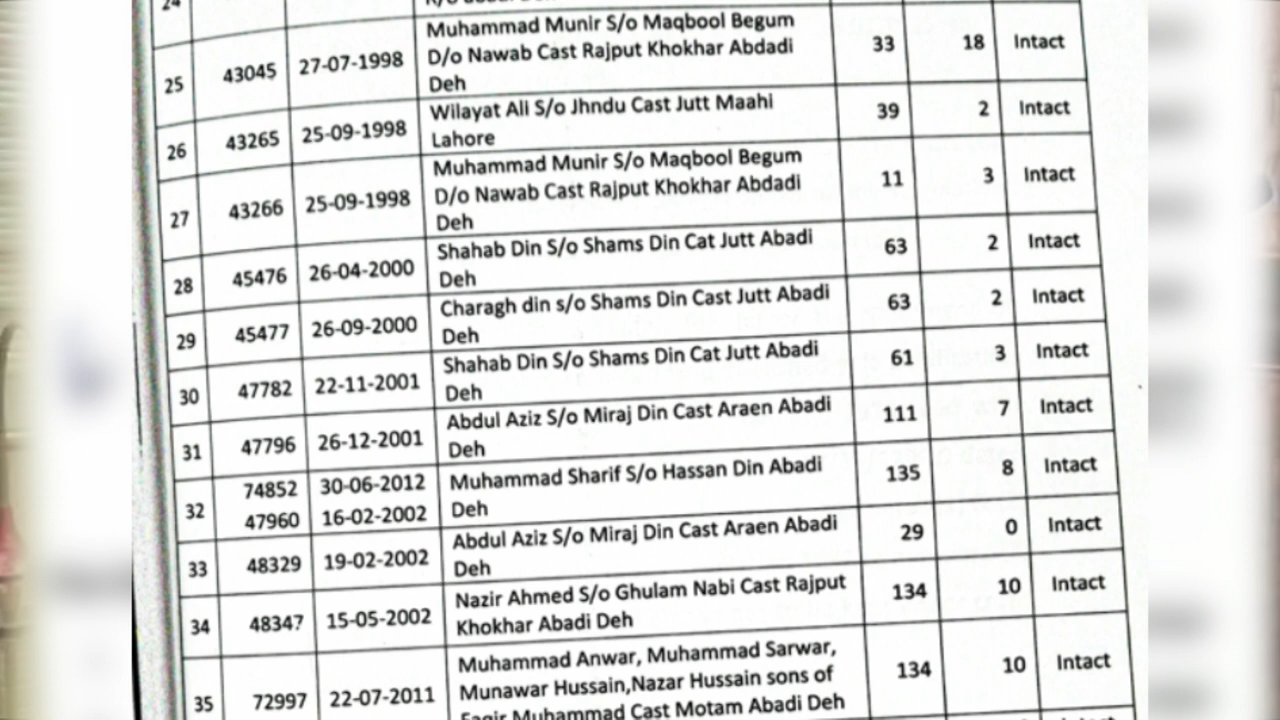 24
25 43045 27-07-1998 Muhammad Munir S/o Maqbool Begum 33 18 Intact
D/o Nawab Cast Rajput Khokhar Abdadi
Deh
26 43265 25-09-1998 Wilayat Ali S/o Jhndu Cast Jutt Maahi 39 2 Intact
Lahore
27 43266 25-09-1998 Muhammad Munir S/o Maqbool Begum 11 3 Intact
D/o Nawab Cast Rajput Khokhar Abdadi
Deh
28 45476 26-04-2000 Shahab Din S/o Shams Din Cat Jutt Abadi 63 2 Intact
Deh
29 45477 26-09-2000 Charagh din s/o Shams Din Cast Jutt Abadi 63 2 Intact
Deh
30 47782 22-11-2001 Shahab Din S/o Shams Din Cat Jutt Abadi 61 3 Intact
Deh
31 47796 26-12-2001 Abdul Aziz S/o Miraj Din Cast Araen Abadi 111 7 Intact
Deh
32 74852 30-06-2012 Muhammad Sharif S/o Hassan Din Abadi 135 8 Intact
47960 16-02-2002 Deh
33 48329 19-02-2002 Abdul Aziz S/o Miraj Din Cast Araen Abadi 29 0 Intact
Deh
34 48347 15-05-2002 Nazir Ahmed S/o Ghulam Nabi Cast Rajput 134 10 Intact
Khokhar Abadi Deh
35 72997 22-07-2011 Muhammad Anwar, Muhammad Sarwar, 134 10 Intact
Munawar Hussain,Nazar Hussain sons of
Faqir Muhammad Cast Motam Abadi Deh